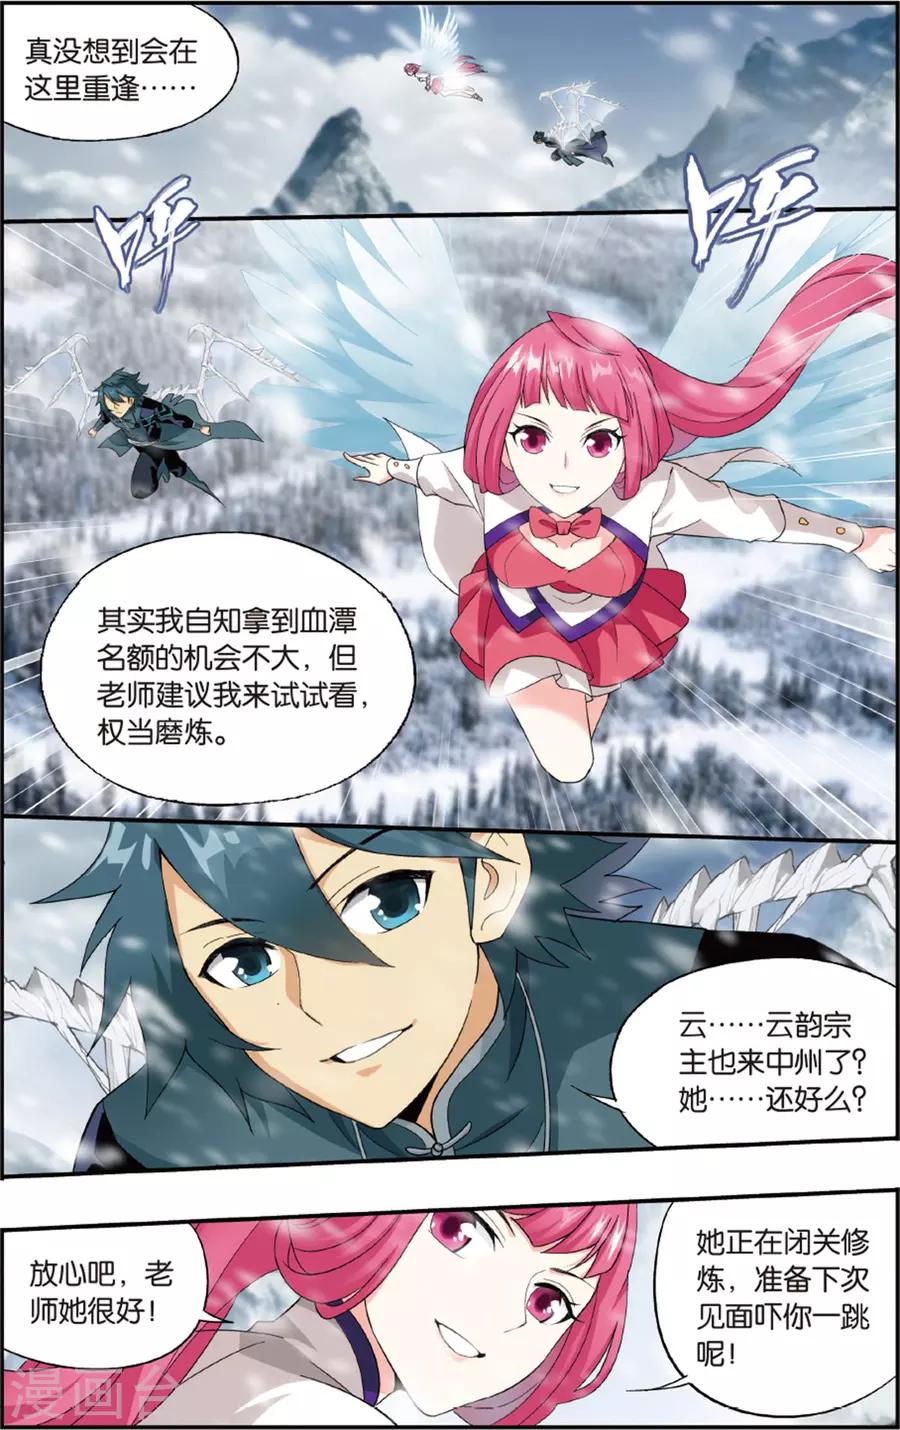 真没想到会在
这里重逢……
呼
呼
其实我自知拿到血潭
名额的机会不大，但
老师建议我来试试看，
权当磨炼。
云……云韵宗
主也来中州了？
她……还好么？
放心吧，老
师她很好！
她正在闭关修
炼，准备下次
见面吓你一跳
呢！
漫画台